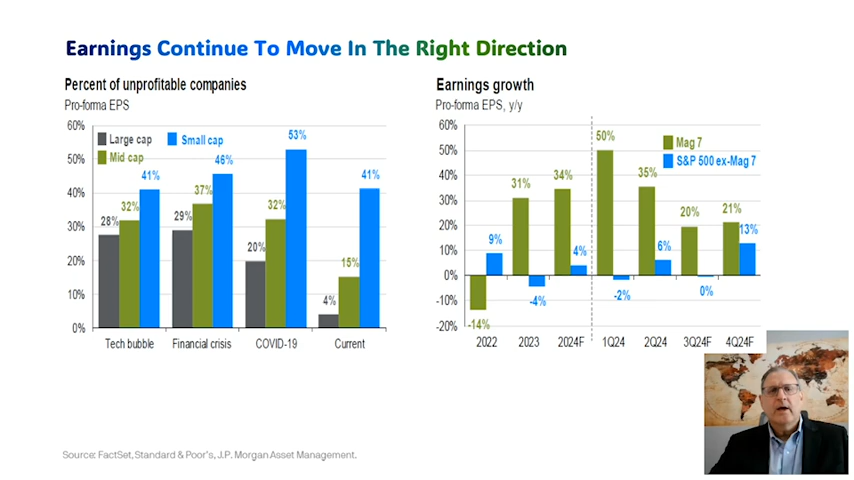 Earnings Continue To Move In The Right Direction
Percent of unprofitable companies
Pro-forma EPS
60%
50%
40%
30%
20%
10%
0%
Large cap
Small cap
Mid cap
28%
32%
41%
29%
37%
46%
20%
32%
53%
4%
15%
41%
Tech bubble
Financial crisis
COVID-19
Current
Earnings growth
Pro-forma EPS, y/y
60%
50%
40%
30%
20%
10%
0%
-10%
-20%
Mag 7
S&P 500 ex-Mag 7
-14%
9%
31%
-4%
34%
4%
50%
-2%
35%
6%
20%
0%
21%
13%
2022
2023
2024F
1Q24
2Q24
3Q24F
4Q24F
Source: FactSet, Standard & Poor's, J.P. Morgan Asset Management.